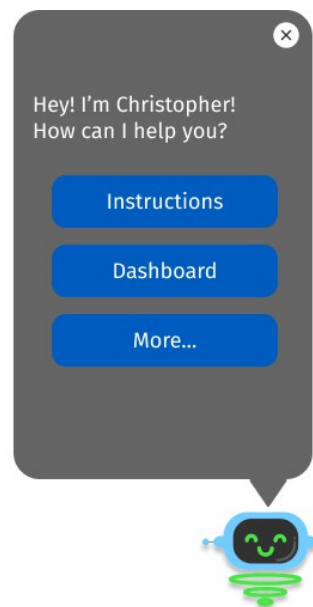 Hey! I’m Christopher!
How can I help you?
Instructions
Dashboard
More...